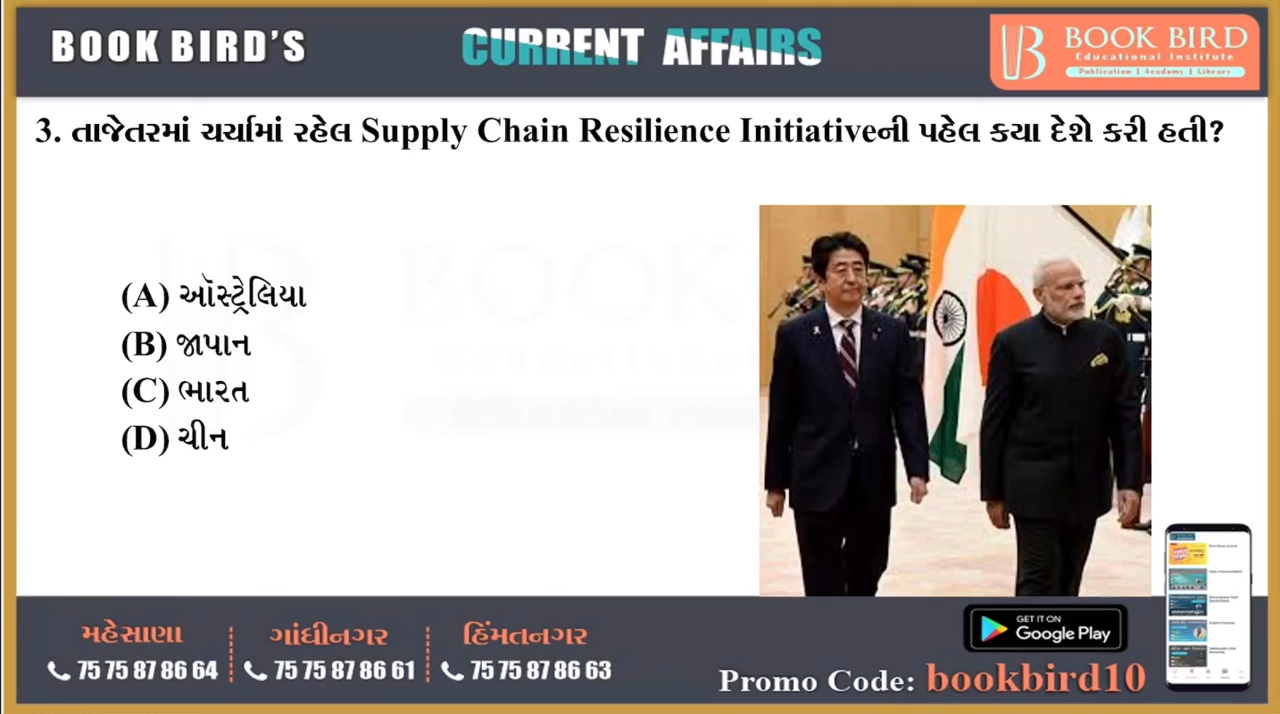 BOOK BIRD'S
CURRENT AFFAIRS
BOOK BIRD
Educational Institute
Publication | Academy | Library
3. તાજેતરમાં ચર્ચામાં રહેલ Supply Chain Resilience Initiativeની પહેલ કયા દેશે કરી હતી?
(A) ઑસ્ટ્રેલિયા
(B) જાપાન
(C) ભારત
(D) ચીન
મહેસાણા
75 75 87 86 64
ગાંધીનગર
75 75 87 86 61
હિંમતનગર
75 75 87 86 63
GET IT ON
Google Play
Promo Code: bookbird10